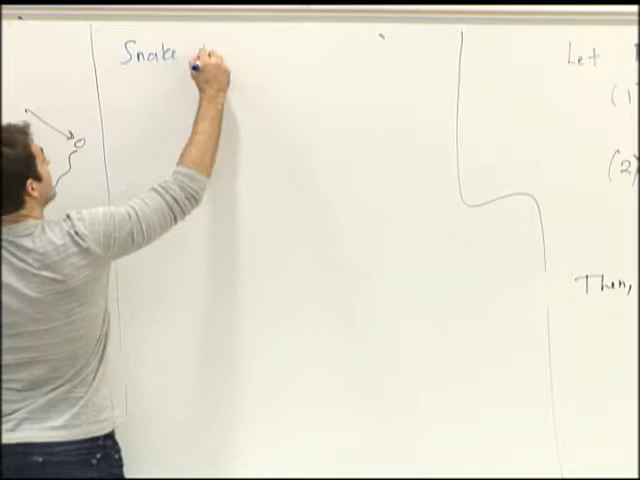 Snake
Let
(1
(2)
Then,